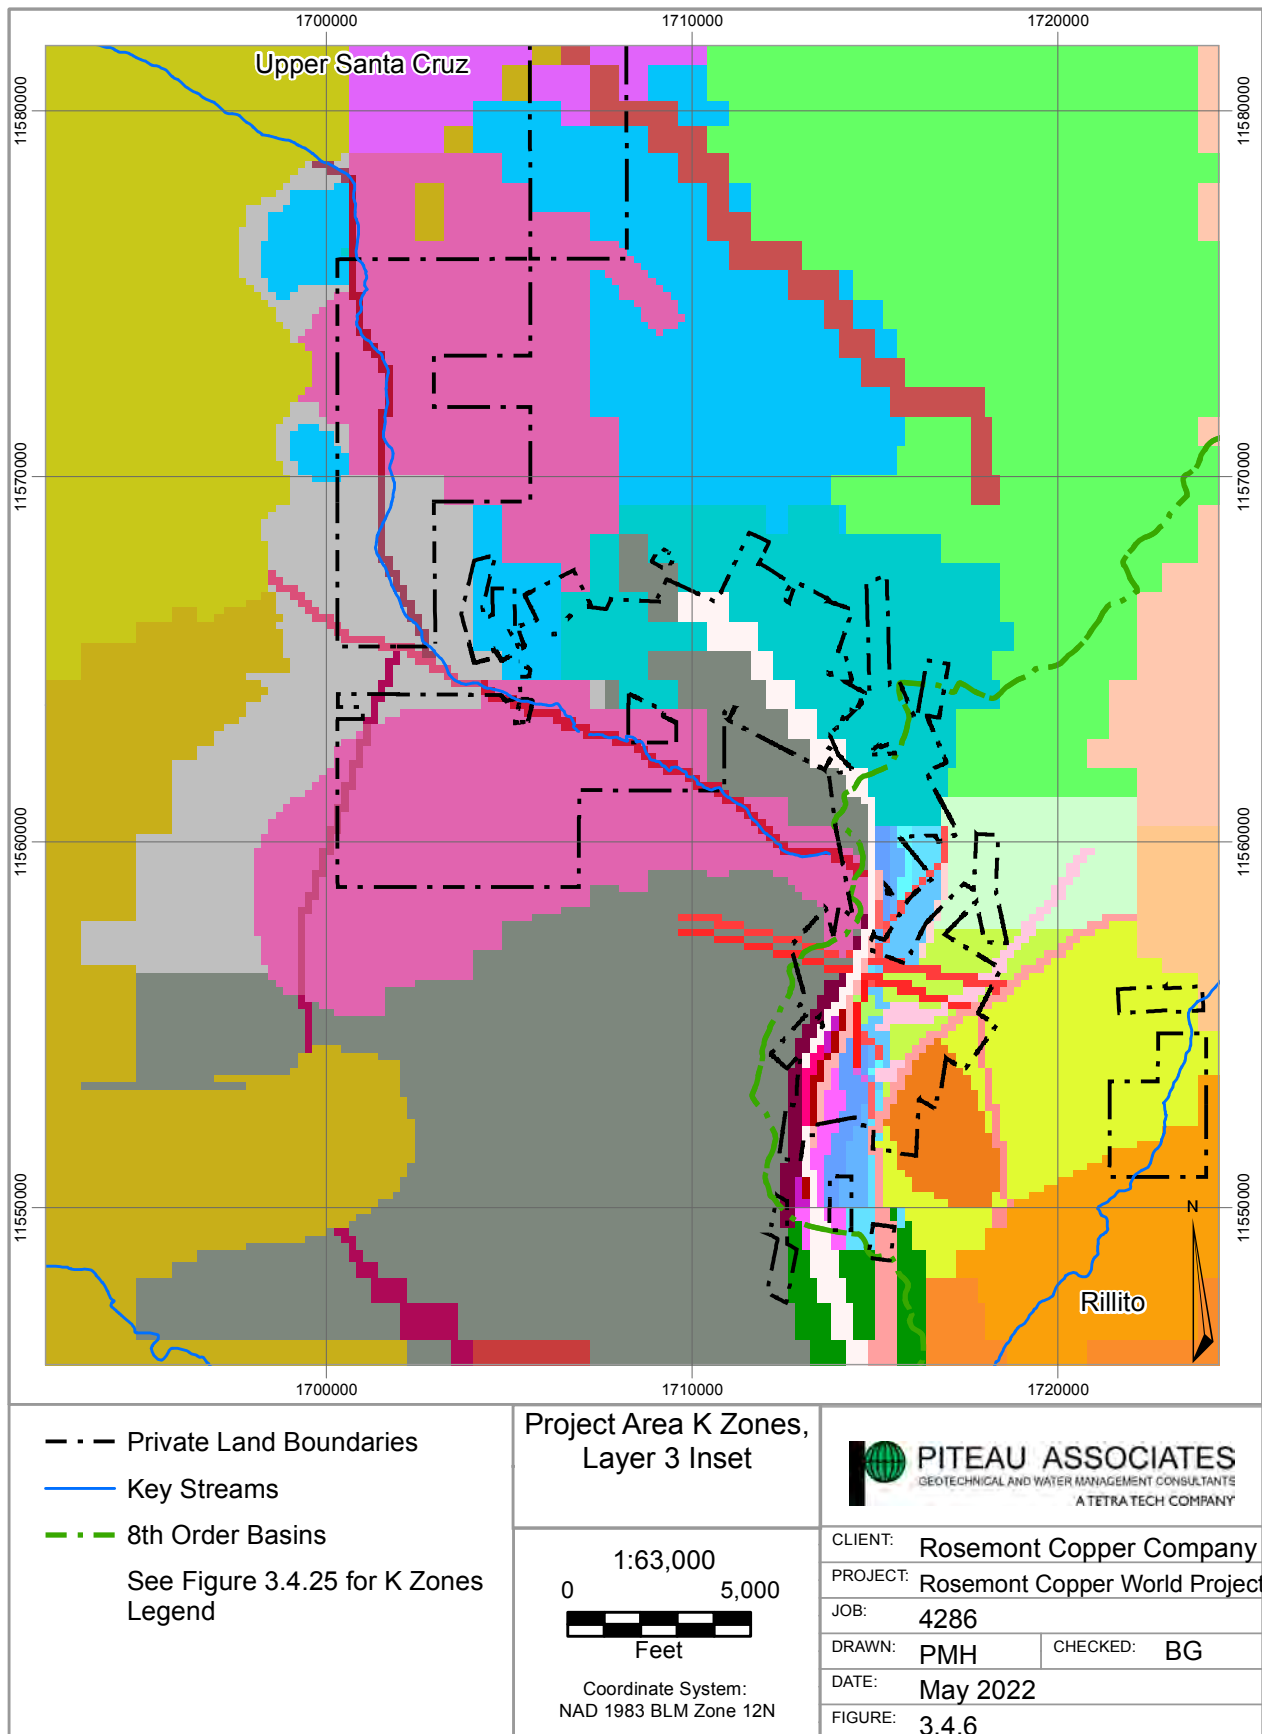 1700000
1710000
1720000
Upper Santa Cruz
11580000
11580000
11570000
11570000
11560000
11560000
11550000
11550000
N
Rillito
1700000
1710000
1720000
Private Land Boundaries
Key Streams
8th Order Basins
See Figure 3.4.25 for K Zones
Legend
Project Area K Zones,
Layer 3 Inset
1:63,000
0 5,000
Feet
Coordinate System:
NAD 1983 BLM Zone 12N
PITEAU ASSOCIATES
GEOTECHNICAL AND WATER MANAGEMENT CONSULTANTS
A TETRA TECH COMPANY
CLIENT: Rosemont Copper Company
PROJECT: Rosemont Copper World Project
JOB: 4286
DRAWN: PMH CHECKED: BG
DATE: May 2022
FIGURE: 3.4.6